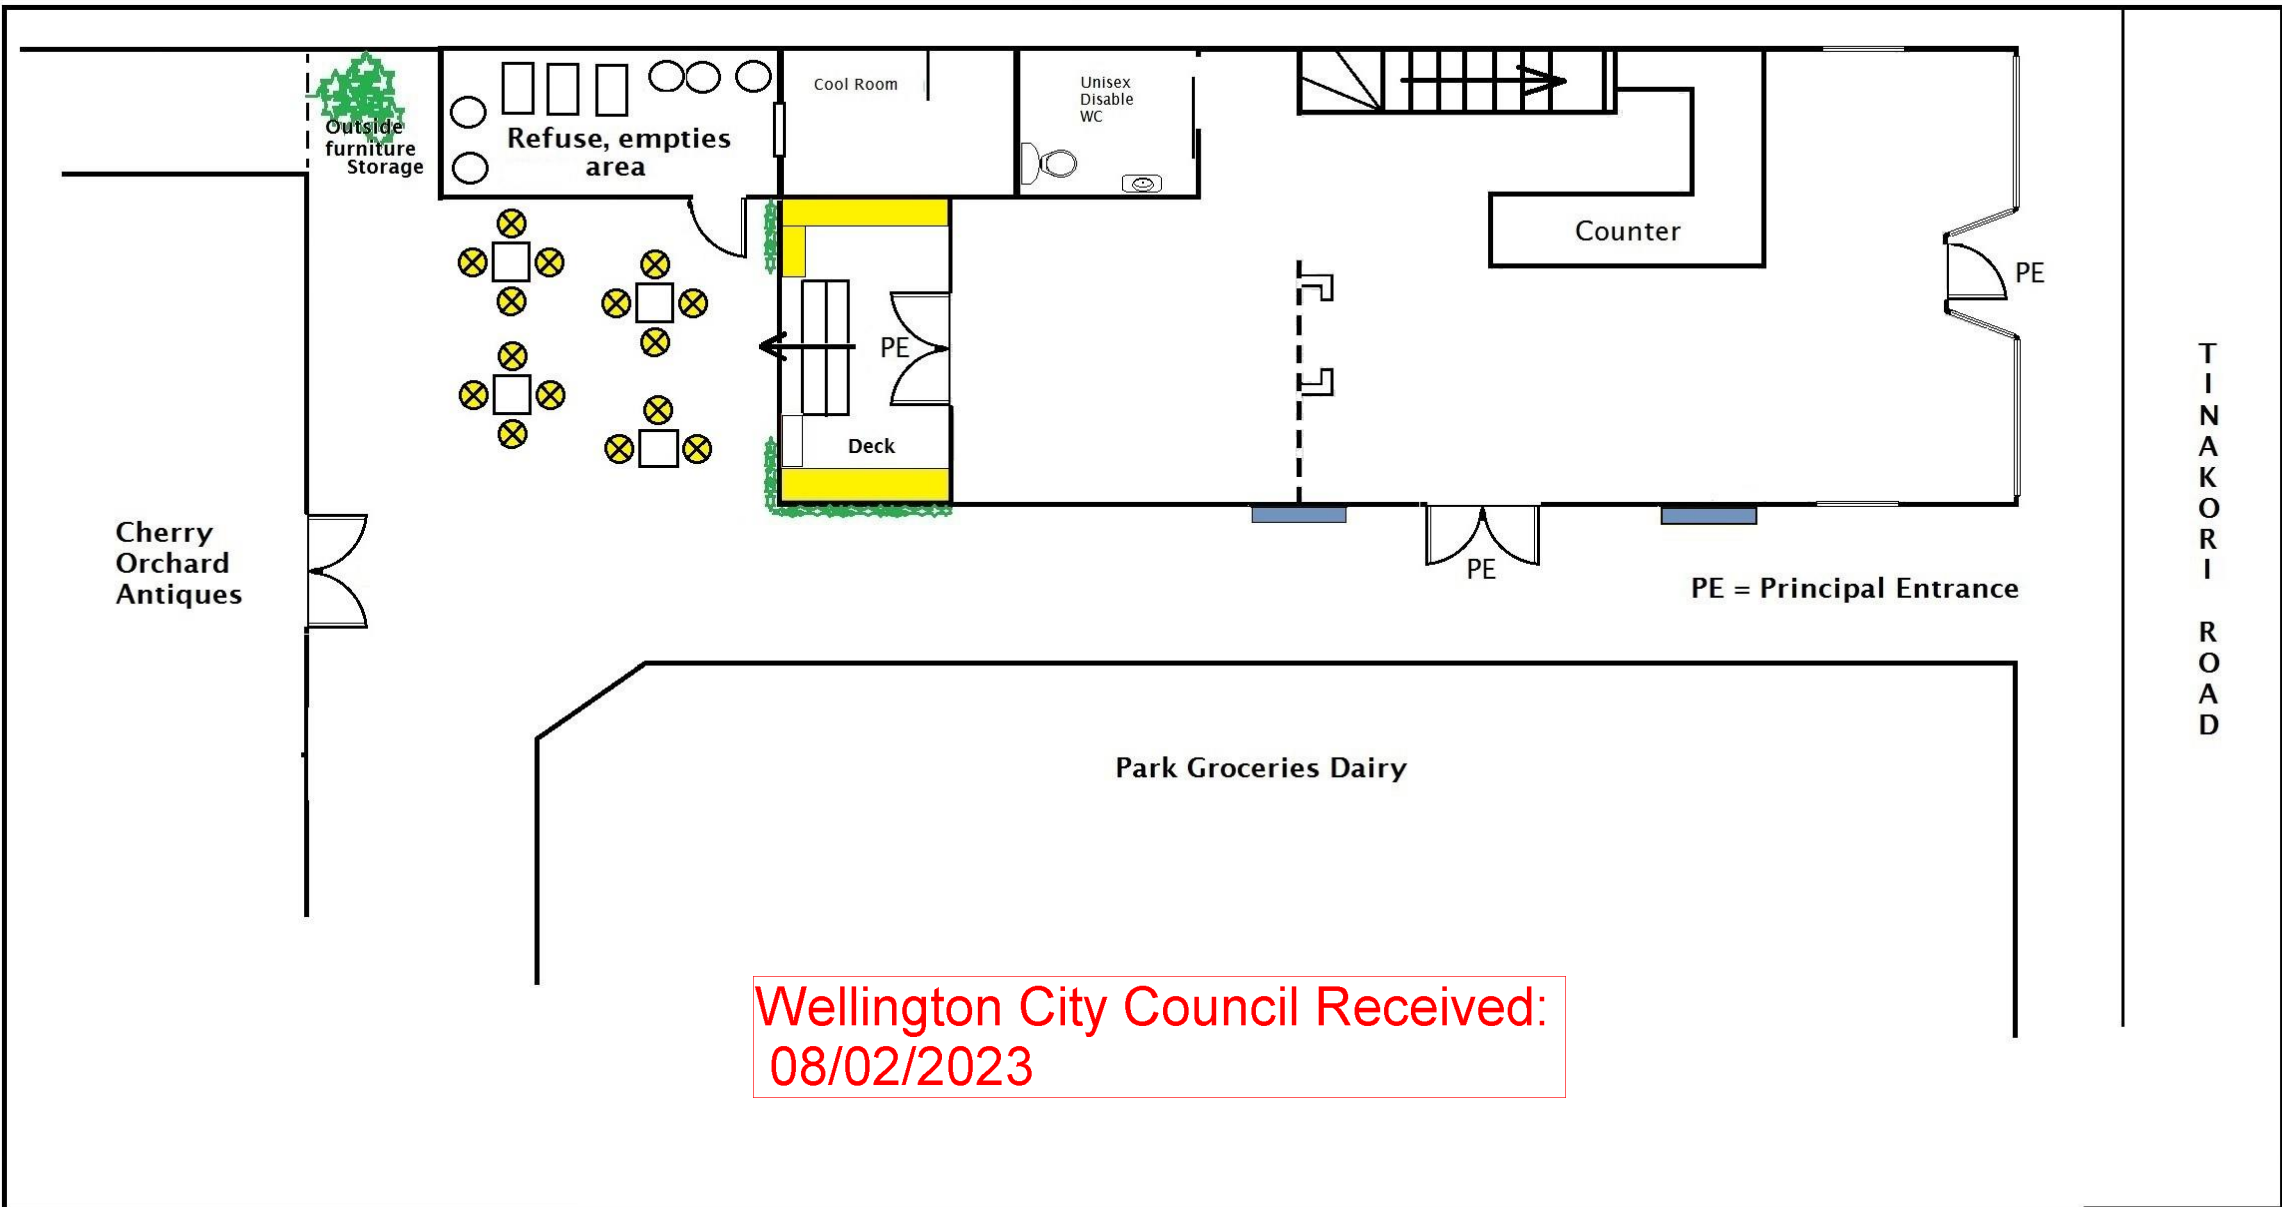 Cool Room
Unisex
Disable
WC
Outside
furniture
Storage
Refuse, empties
area
Counter
PE
PE
Deck
PE
Cherry
Orchard
Antiques
PE = Principal Entrance
TINAKORI ROAD
Park Groceries Dairy
Wellington City Council Received:
08/02/2023